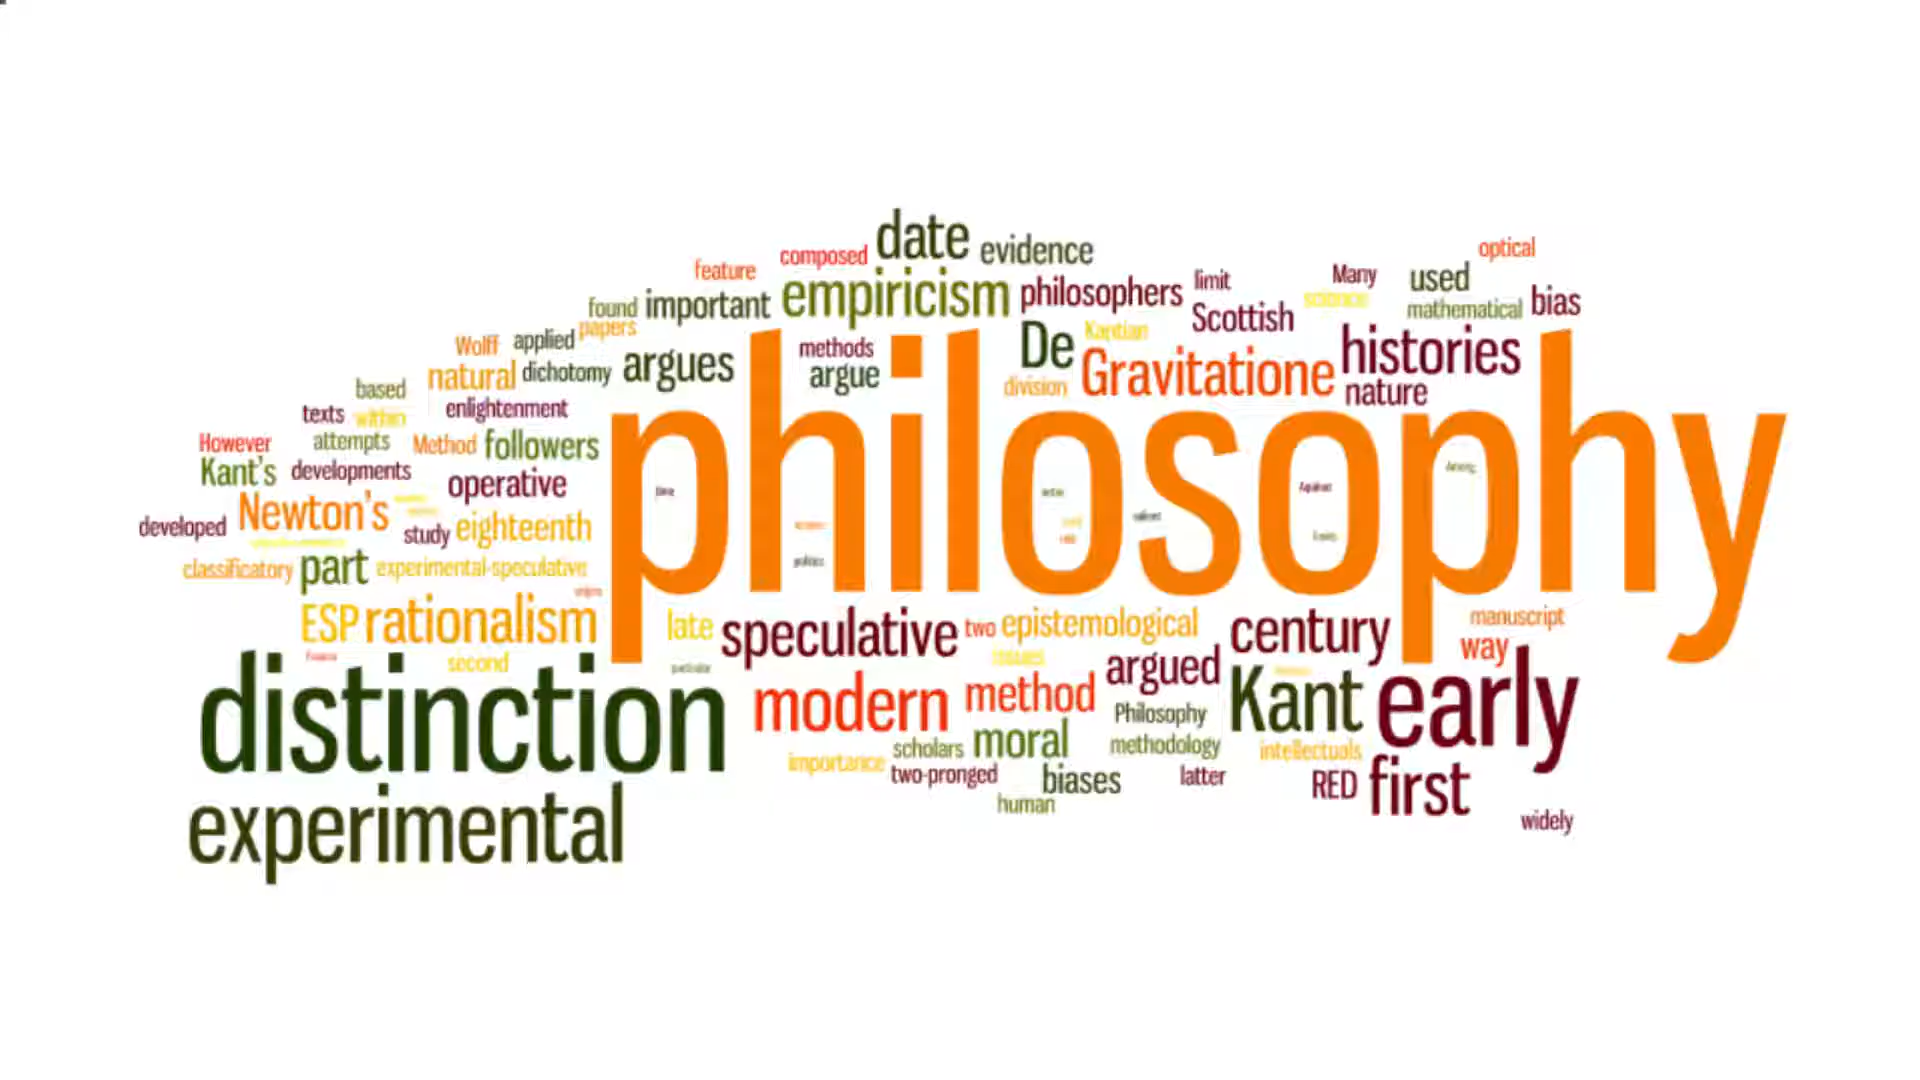 date
evidence
optical
composed
feature
limit
Many
used
empiricism
philosophers
science
mathematical
bias
found
important
papers
Scottish
Wolff
applied
methods
De
Kantian
histories
natural
dichotomy
argues
argue
division
Gravitatione
nature
based
texts
within
enlightenment
However
attempts
Method
followers
philosophy
Kant's
developments
operative
Newton's
developed
study
eighteenth
classificatory
part
experimental-speculative
politics
ESP
rationalism
late
speculative
two
epistemological
century
manuscript
way
second
particular
issues
argued
distinction
modern
method
Philosophy
Kant
early
scholars
moral
methodology
intellectuals
importance
two-pronged
biases
latter
RED
first
human
widely
experimental